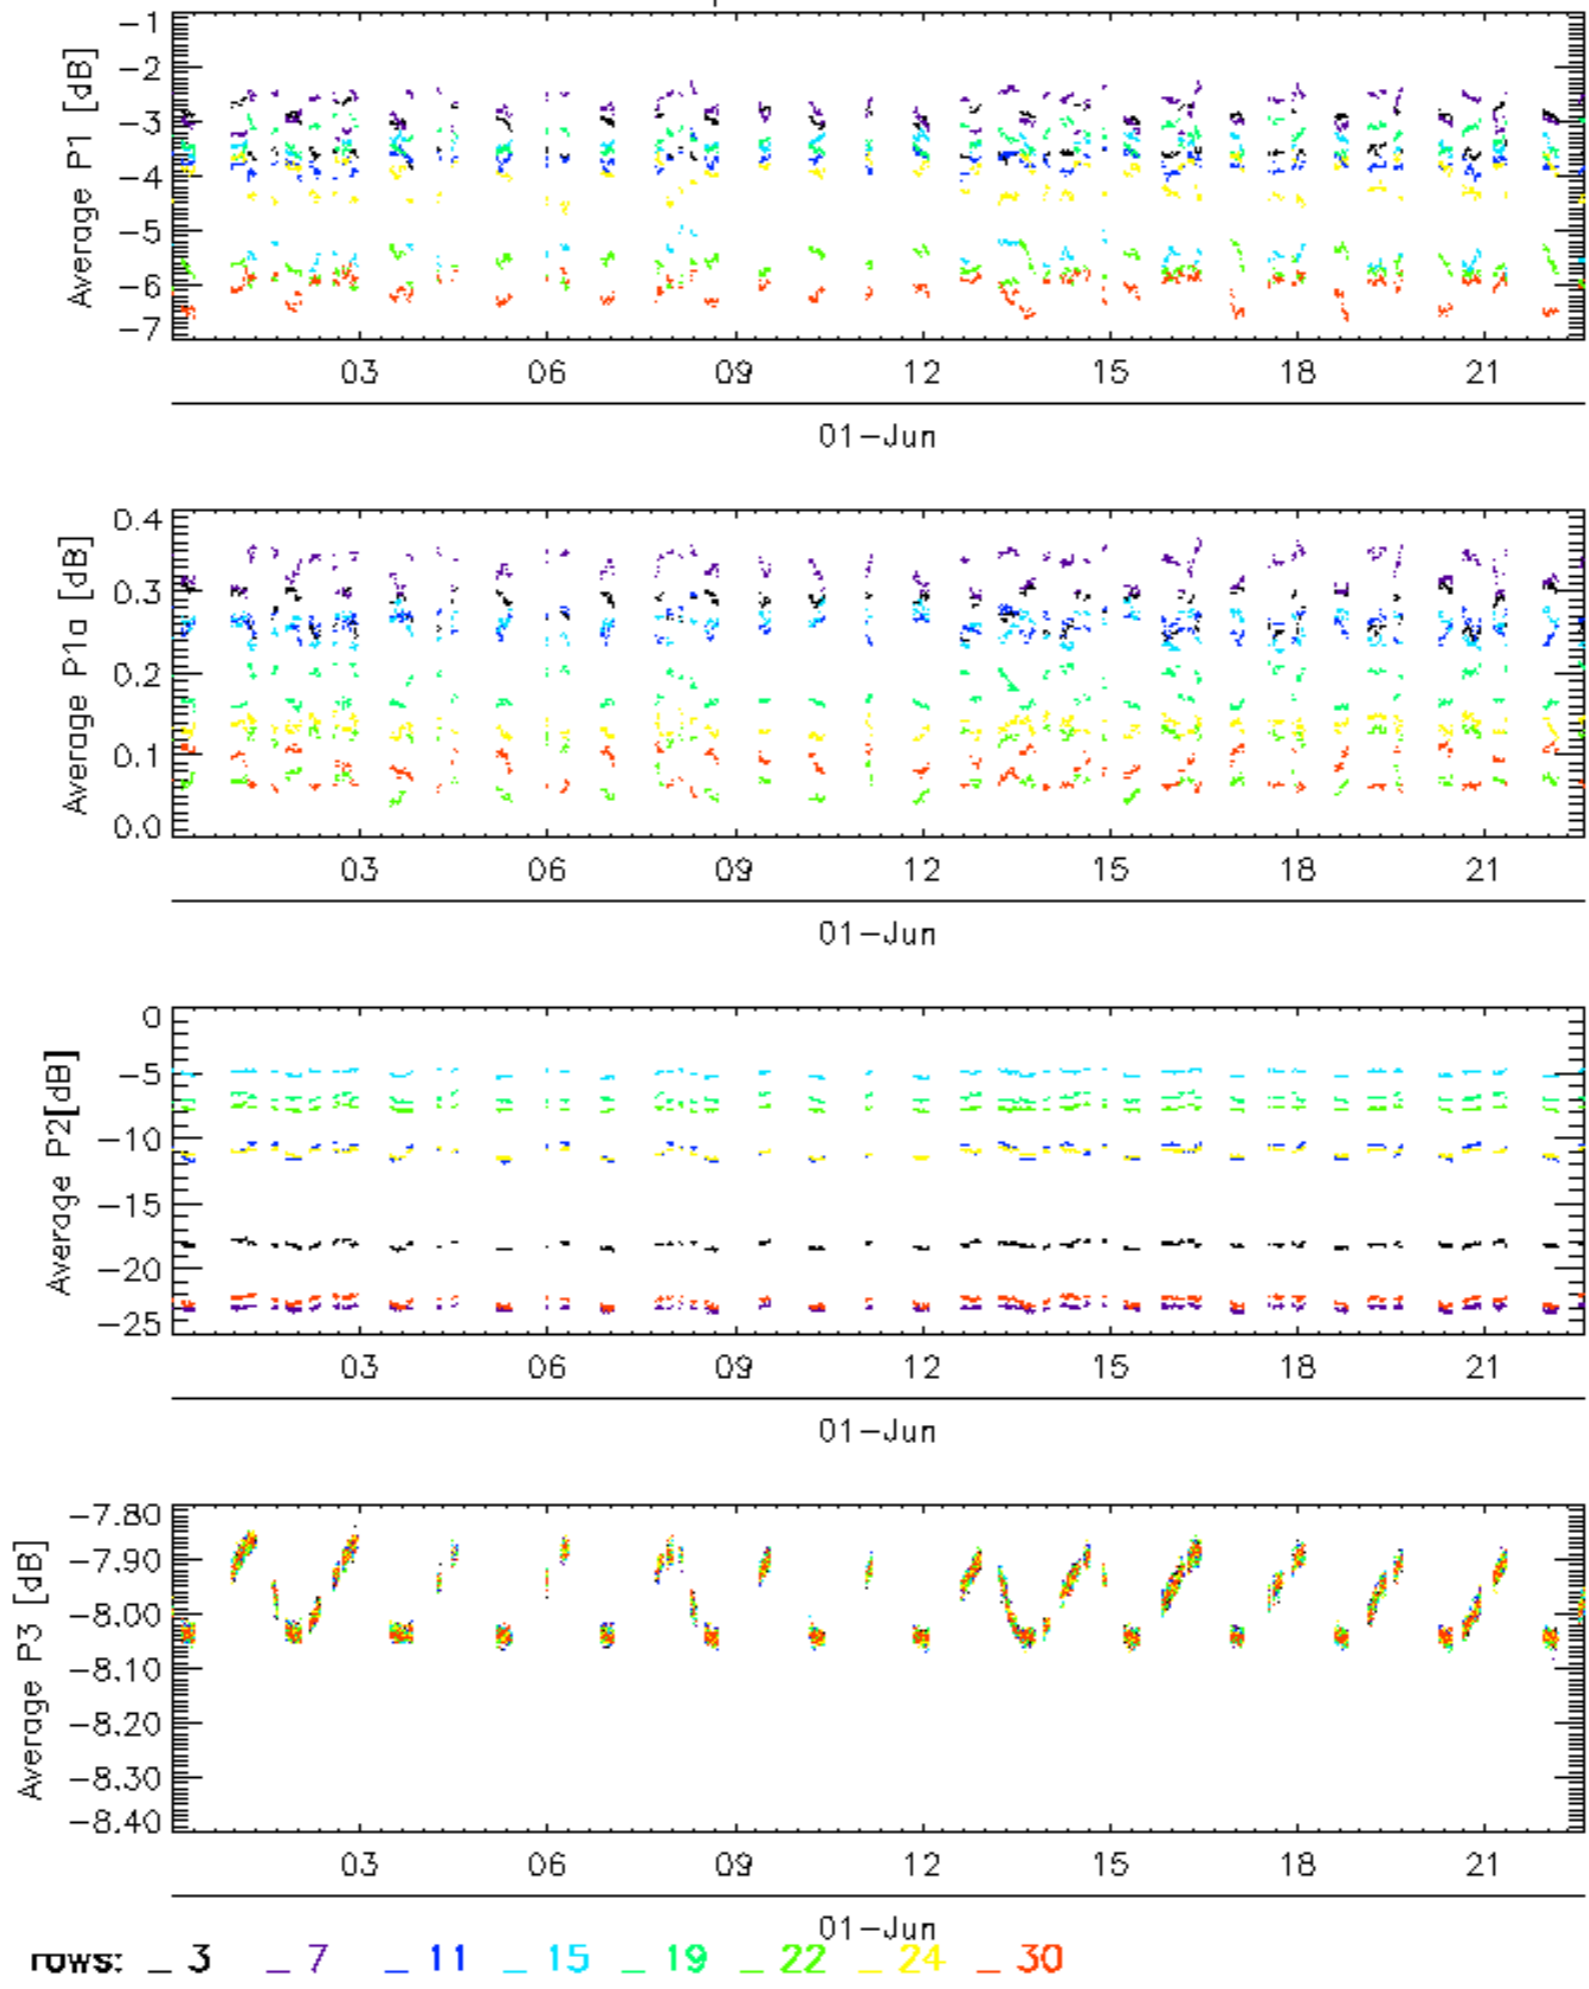 Average P1 [dB]
-1
-2
-3
-4
-5
-6
-7
03 06 09 12 15 18 21
01-Jun
Average P1a [dB]
0.4
0.3
0.2
0.1
0.0
03 06 09 12 15 18 21
01-Jun
Average P2[dB]
0
-5
-10
-15
-20
-25
03 06 09 12 15 18 21
01-Jun
Average P3 [dB]
-7.80
-7.90
-8.00
-8.10
-8.20
-8.30
-8.40
03 06 09 12 15 18 21
01-Jun
rows: _ 3 _ 7 _ 11 _ 15 _ 19 _ 22 _ 24 _ 30